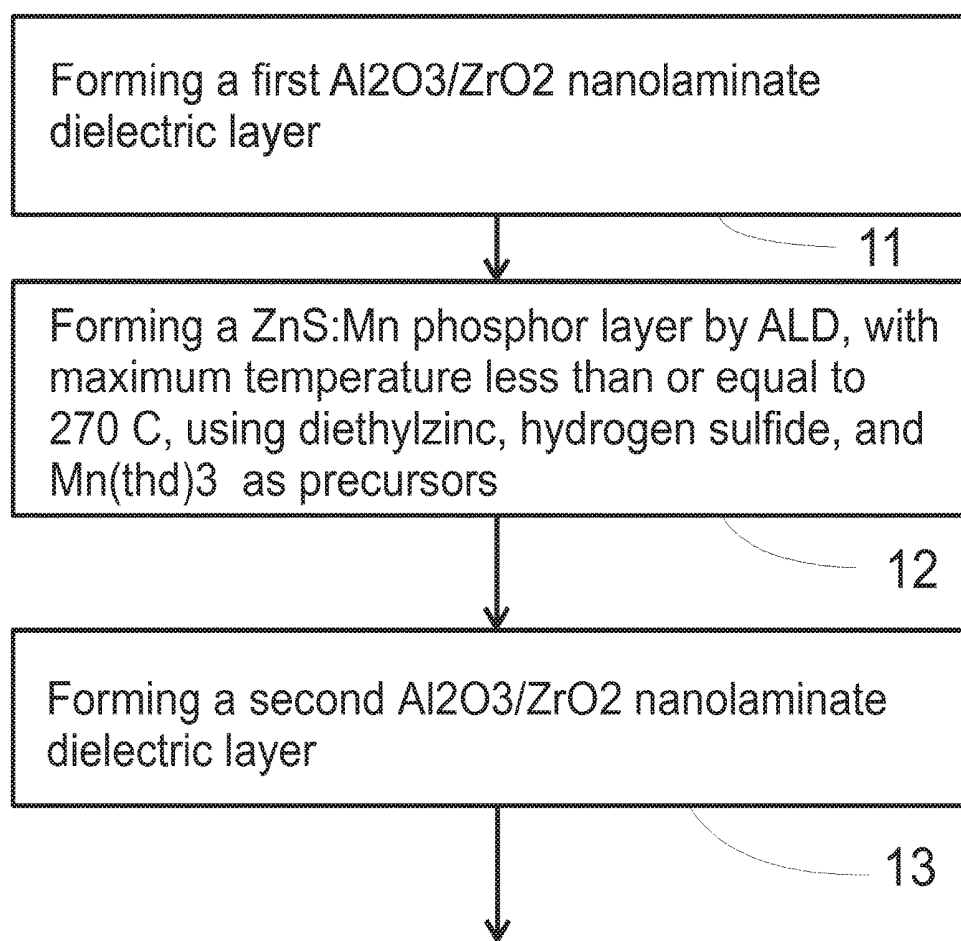 Forming a first Al2O3/ZrO2 nanolaminate
dielectric layer
11
Forming a ZnS:Mn phosphor layer by ALD, with
maximum temperature less than or equal to
270 C, using diethylzinc, hydrogen sulfide, and
Mn(thd)3 as precursors
12
Forming a second Al2O3/ZrO2 nanolaminate
dielectric layer
13